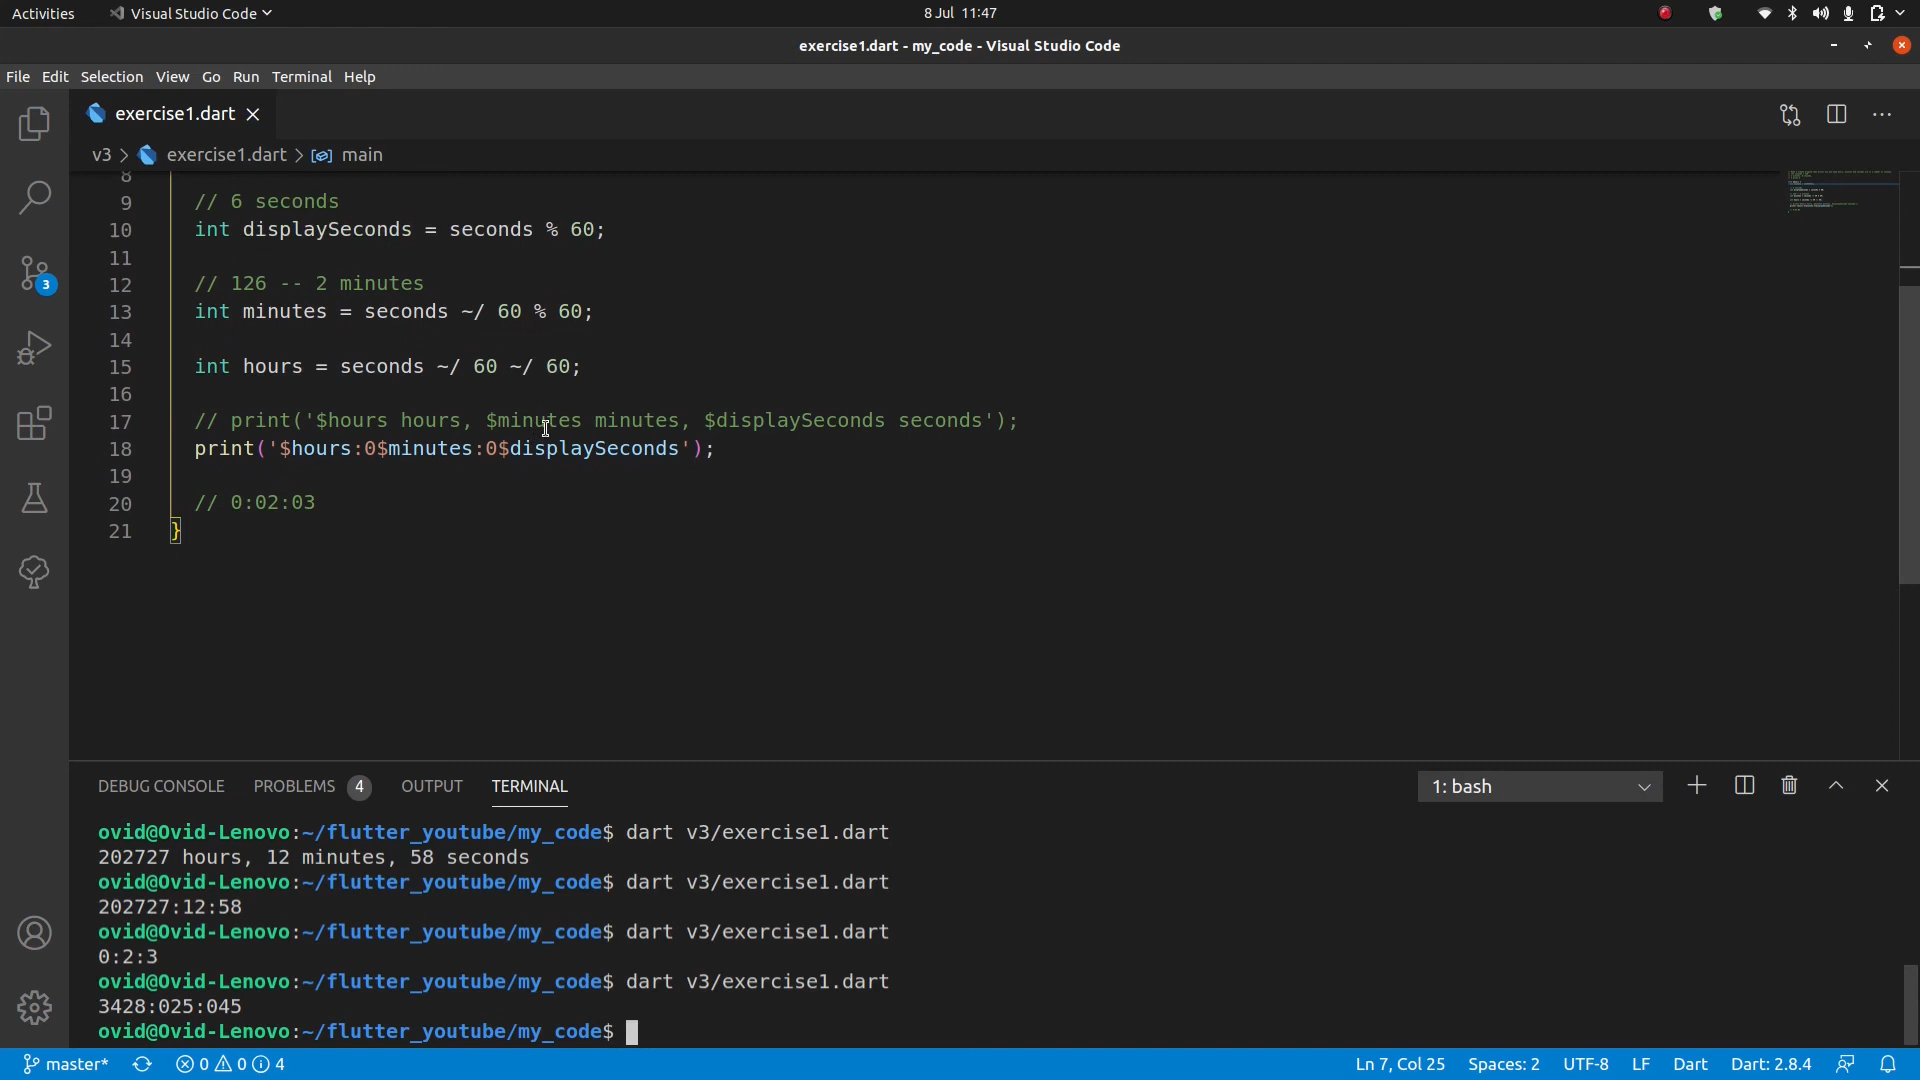 Activities
Visual Studio Code
8 Jul 11:47
exercise1.dart - my_code - Visual Studio Code
File Edit Selection View Go Run Terminal Help
exercise1.dart
v3 > exercise1.dart > main
8
9 // 6 seconds
10 int displaySeconds = seconds % 60;
11
12 // 126 -- 2 minutes
13 int minutes = seconds ~/ 60 % 60;
14
15 int hours = seconds ~/ 60 ~/ 60;
16
17 // print('$hours hours, $minutes minutes, $displaySeconds seconds');
18 print('$hours:0$minutes:0$displaySeconds');
19
20 // 0:02:03
21 }
3
DEBUG CONSOLE PROBLEMS 4 OUTPUT TERMINAL
1: bash
ovid@Ovid-Lenovo:~/flutter_youtube/my_code$ dart v3/exercise1.dart
202727 hours, 12 minutes, 58 seconds
ovid@Ovid-Lenovo:~/flutter_youtube/my_code$ dart v3/exercise1.dart
202727:12:58
ovid@Ovid-Lenovo:~/flutter_youtube/my_code$ dart v3/exercise1.dart
0:2:3
ovid@Ovid-Lenovo:~/flutter_youtube/my_code$ dart v3/exercise1.dart
3428:025:045
ovid@Ovid-Lenovo:~/flutter_youtube/my_code$
master* 0 0 4 Ln 7, Col 25 Spaces: 2 UTF-8 LF Dart Dart: 2.8.4